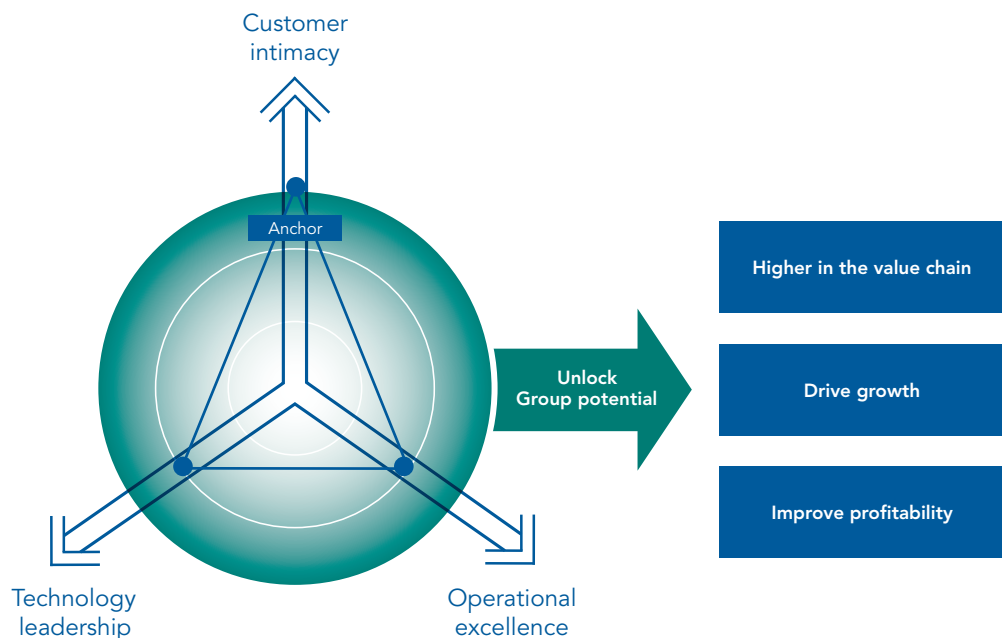 Customer
intimacy
Anchor
Higher in the value chain
Unlock
Group potential
Drive growth
Improve profitability
Technology
leadership
Operational
excellence